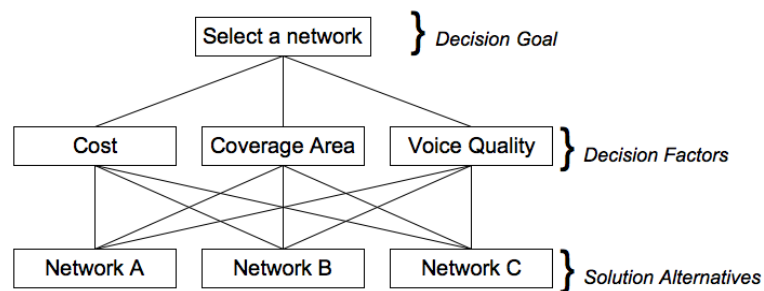 Select a network
Decision Goal
Cost
Coverage Area
Voice Quality
Decision Factors
Network A
Network B
Network C
Solution Alternatives